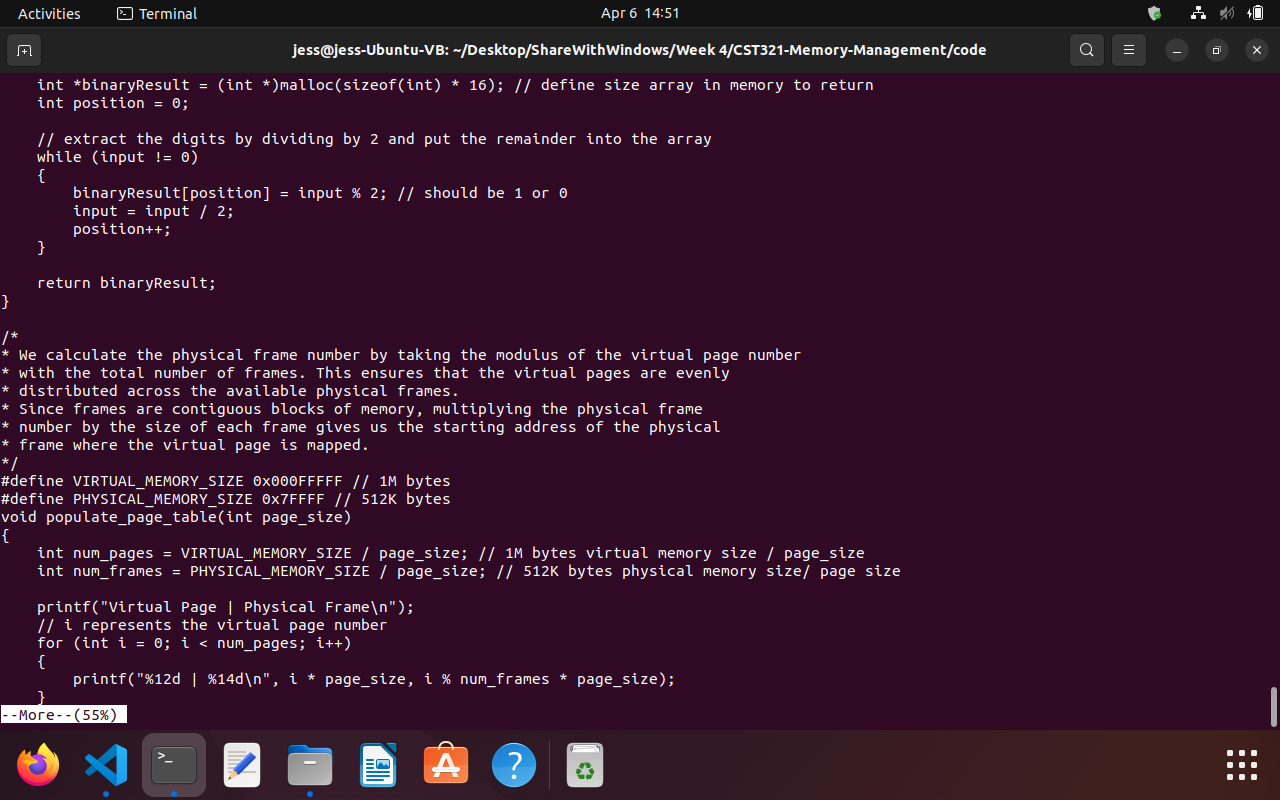 Activities
Terminal
Apr 6 14:51
jess@jess-Ubuntu-VB: ~/Desktop/ShareWithWindows/Week 4/CST321-Memory-Management/code
    int *binaryResult = (int *)malloc(sizeof(int) * 16); // define size array in memory to return
    int position = 0;

    // extract the digits by dividing by 2 and put the remainder into the array
    while (input != 0)
    {
        binaryResult[position] = input % 2; // should be 1 or 0
        input = input / 2;
        position++;
    }

    return binaryResult;
}

/*
* We calculate the physical frame number by taking the modulus of the virtual page number
* with the total number of frames. This ensures that the virtual pages are evenly
* distributed across the available physical frames.
* Since frames are contiguous blocks of memory, multiplying the physical frame
* number by the size of each frame gives us the starting address of the physical
* frame where the virtual page is mapped.
*/
#define VIRTUAL_MEMORY_SIZE 0x000FFFFF // 1M bytes
#define PHYSICAL_MEMORY_SIZE 0x7FFFF // 512K bytes
void populate_page_table(int page_size)
{
    int num_pages = VIRTUAL_MEMORY_SIZE / page_size; // 1M bytes virtual memory size / page_size
    int num_frames = PHYSICAL_MEMORY_SIZE / page_size; // 512K bytes physical memory size/ page size

    printf("Virtual Page | Physical Frame\n");
    // i represents the virtual page number
    for (int i = 0; i < num_pages; i++)
    {
        printf("%12d | %14d\n", i * page_size, i % num_frames * page_size);
    }
--More--(55%)